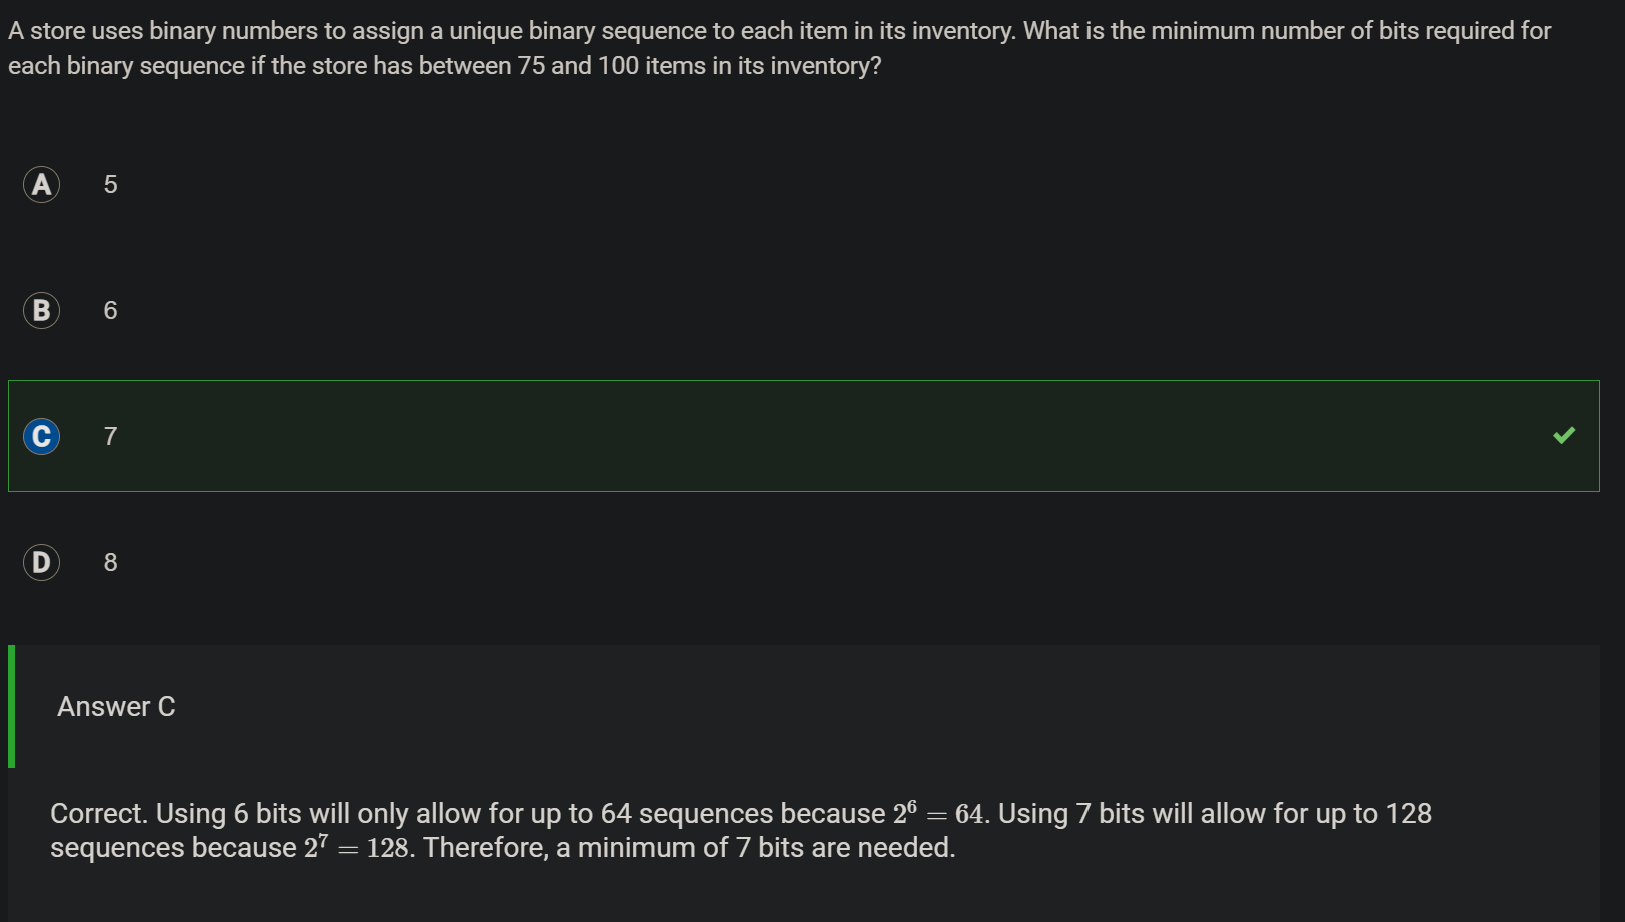 A store uses binary numbers to assign a unique binary sequence to each item in its inventory. What is the minimum number of bits required for
each binary sequence if the store has between 75 and 100 items in its inventory?
A 5
B 6
C 7
D 8
Answer C
Correct. Using 6 bits will only allow for up to 64 sequences because 2⁶ = 64. Using 7 bits will allow for up to 128
sequences because 2⁷ = 128. Therefore, a minimum of 7 bits are needed.